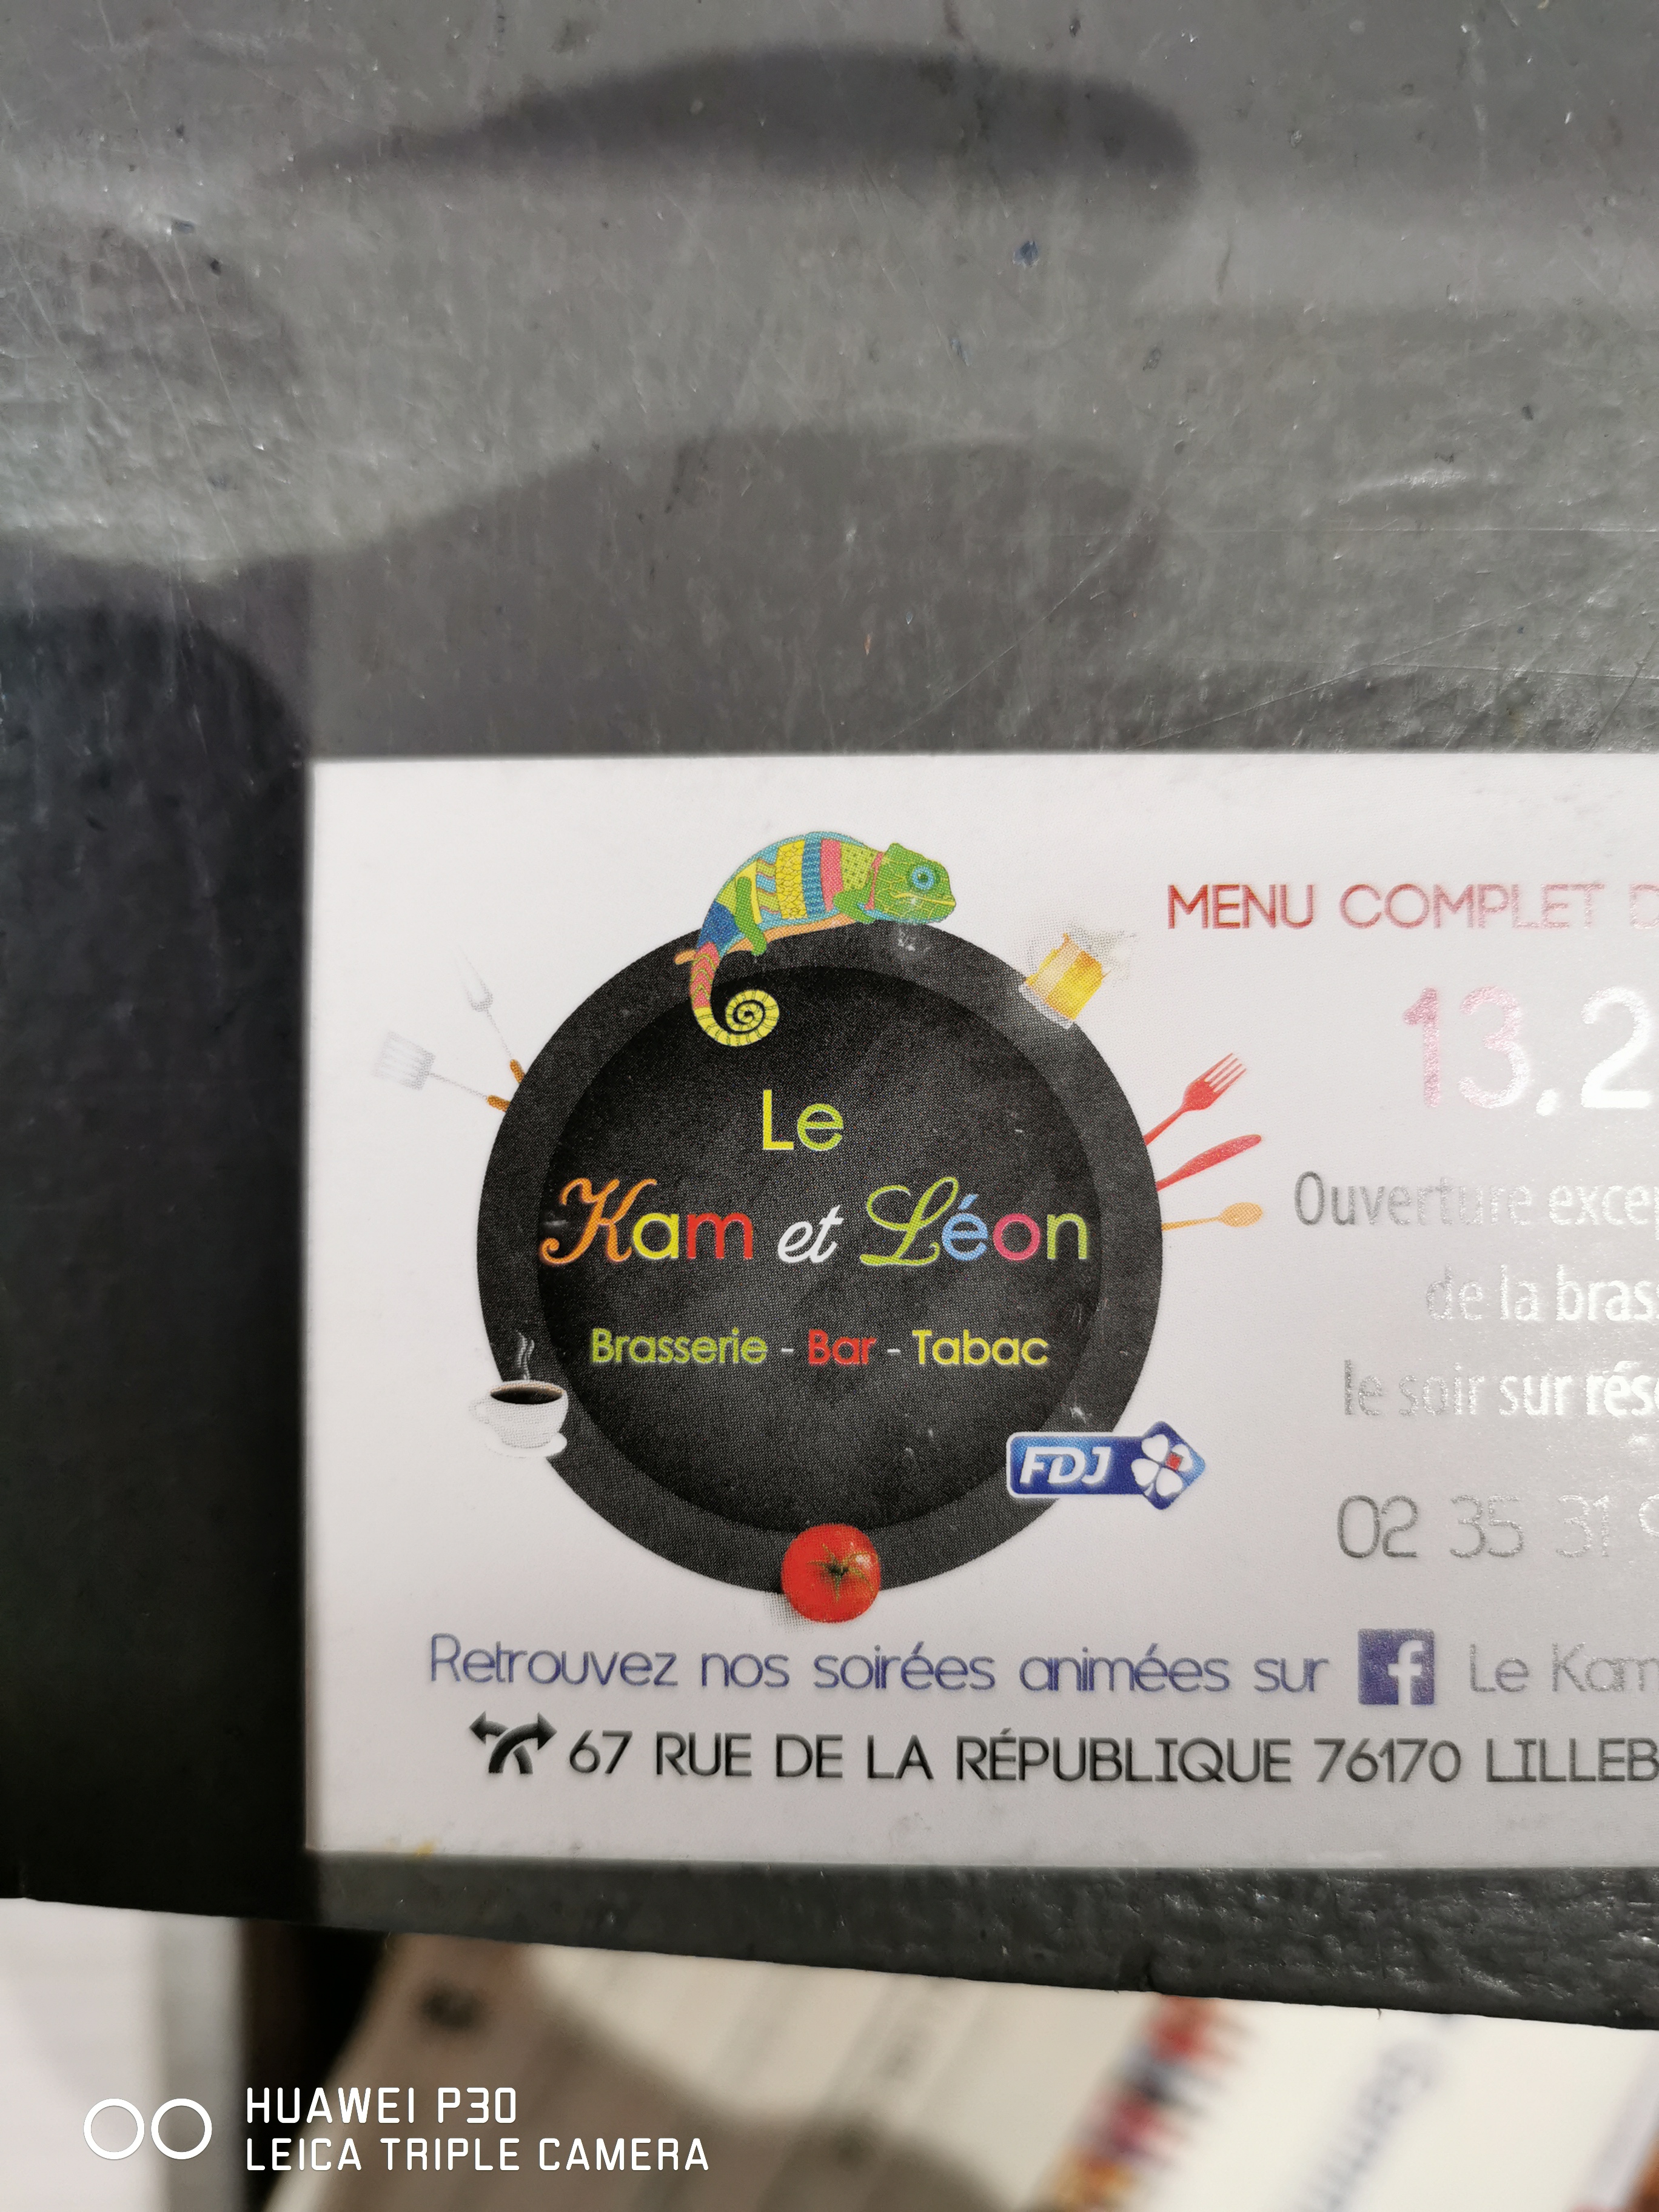 Le
Kam et Léon
Brasserie - Bar - Tabac
FDJ
MENU COMPLET
13.2
Ouverture
de la
le soir sur
02 35 31
Retrouvez nos soirées animées sur f Le Kam
67 RUE DE LA RÉPUBLIQUE 76170 LILLEB
HUAWEI P30
LEICA TRIPLE CAMERA